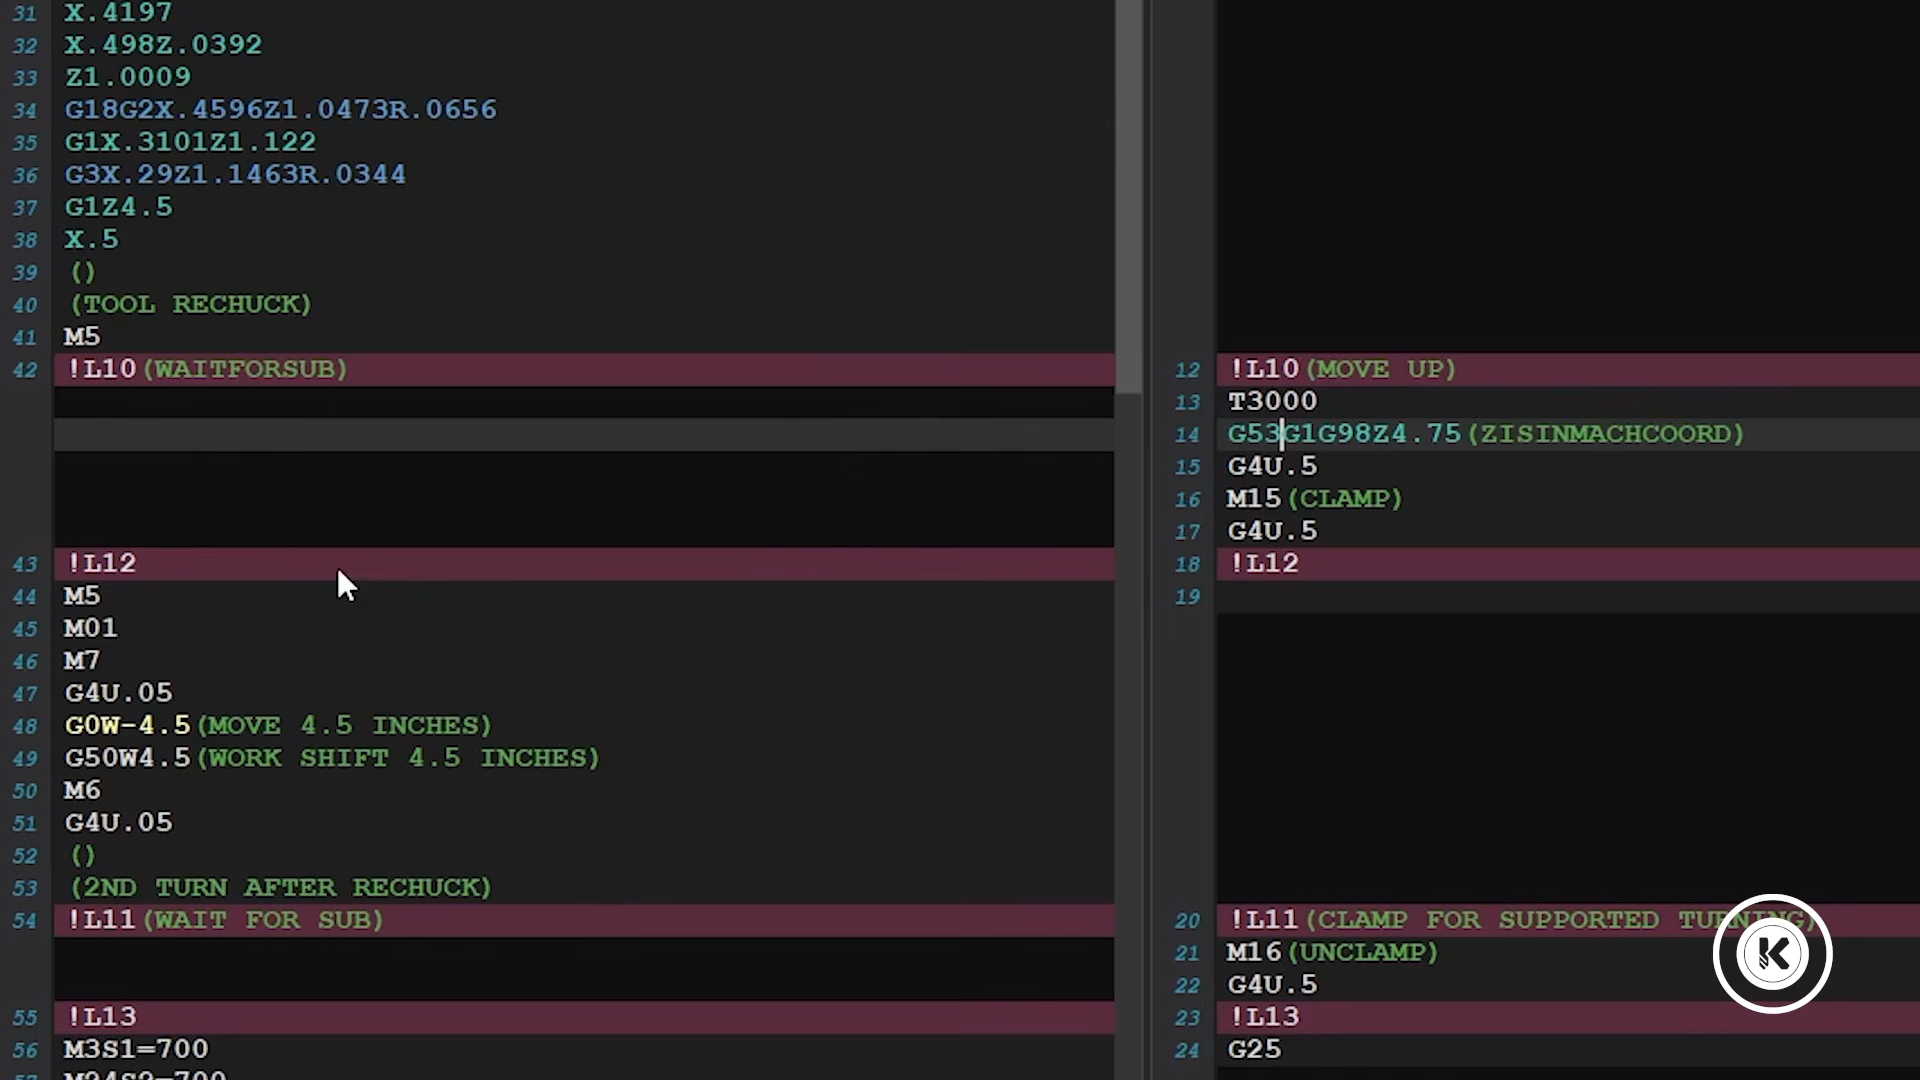 31 X.4197
32 X.498Z.0392
33 Z1.0009
34 G18G2X.4596Z1.0473R.0656
35 G1X.3101Z1.122
36 G3X.29Z1.1463R.0344
37 G1Z4.5
38 X.5
39 ()
40 (TOOL RECHUCK)
41 M5
42 !L10(WAITFORSUB)
43 !L12
44 M5
45 M01
46 M7
47 G4U.05
48 G0W-4.5(MOVE 4.5 INCHES)
49 G50W4.5(WORK SHIFT 4.5 INCHES)
50 M6
51 G4U.05
52 ()
53 (2ND TURN AFTER RECHUCK)
54 !L11(WAIT FOR SUB)
55 !L13
56 M3S1=700
12 !L10(MOVE UP)
13 T3000
14 G53G1G98Z4.75(ZISINMACHCOORD)
15 G4U.5
16 M15(CLAMP)
17 G4U.5
18 !L12
19
20 !L11(CLAMP FOR SUPPORTED TURNING)
21 M16(UNCLAMP)
22 G4U.5
23 !L13
24 G25
K